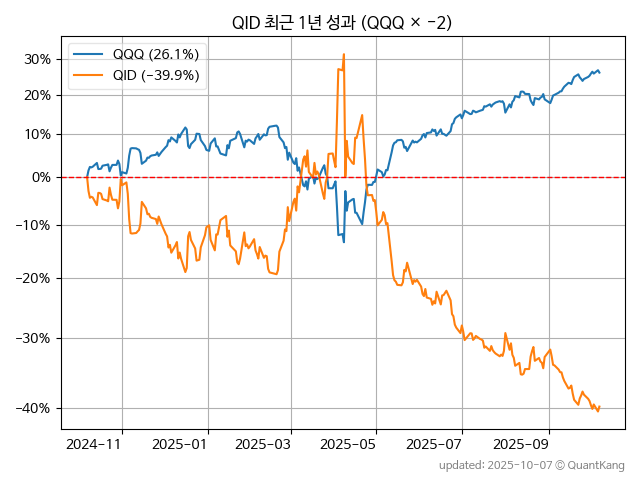 QID 최근 1년 성과 (QQQ × −2)
QQQ (26.1%)
QID (−39.9%)
30%
20%
10%
0%
−10%
−20%
−30%
−40%
2024-11 2025-01 2025-03 2025-05 2025-07 2025-09
updated: 2025-10-07 © QuantKang